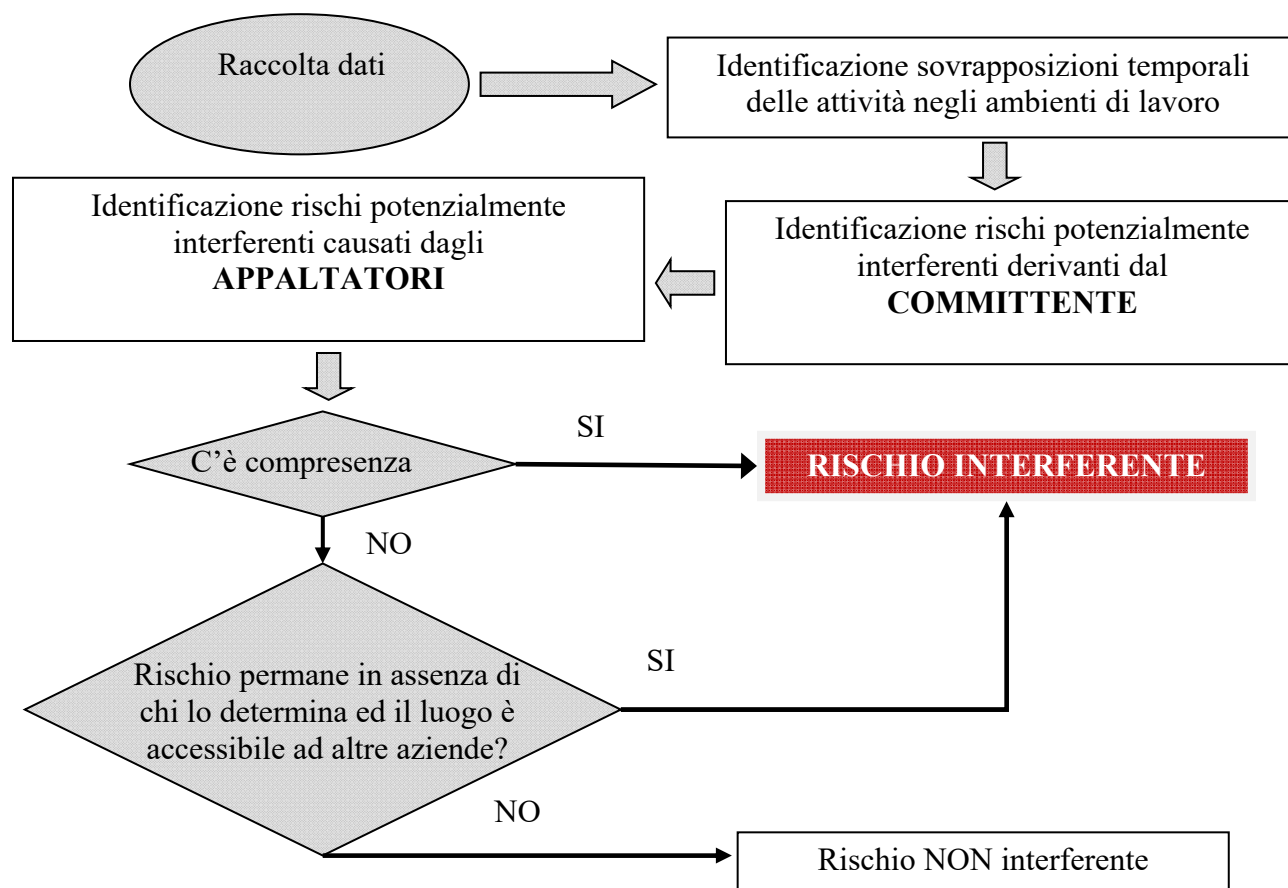 Raccolta dati
Identificazione sovrapposizioni temporali
delle attività negli ambienti di lavoro
Identificazione rischi potenzialmente
interferenti derivanti dal
COMMITTENTE
Identificazione rischi potenzialmente
interferenti causati dagli
APPALTATORI
C’è compresenza
SI
RISCHIO INTERFERENTE
NO
Rischio permane in assenza di
chi lo determina ed il luogo è
accessibile ad altre aziende?
SI
NO
Rischio NON interferente